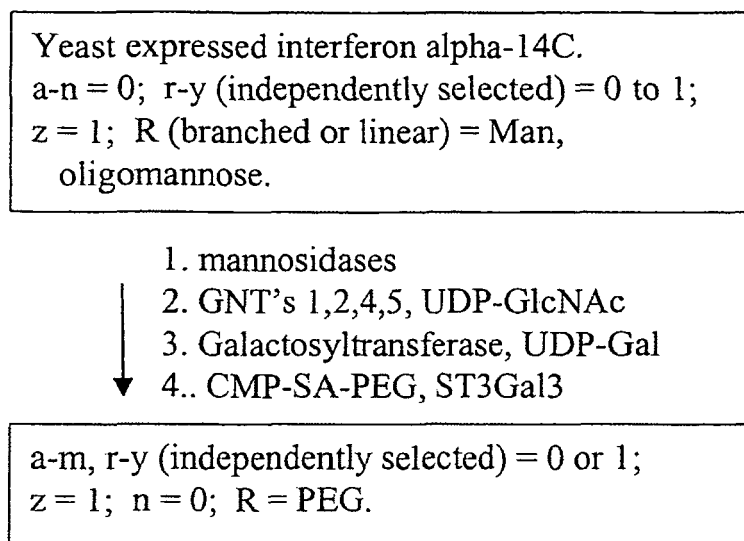 Yeast expressed interferon alpha-14C.
a-n = 0; r-y (independently selected) = 0 to 1;
z = 1; R (branched or linear) = Man,
oligomannose.
1. mannosidases
2. GNT's 1,2,4,5, UDP-GlcNAc
3. Galactosyltransferase, UDP-Gal
4.. CMP-SA-PEG, ST3Gal3
a-m, r-y (independently selected) = 0 or 1;
z = 1; n = 0; R = PEG.